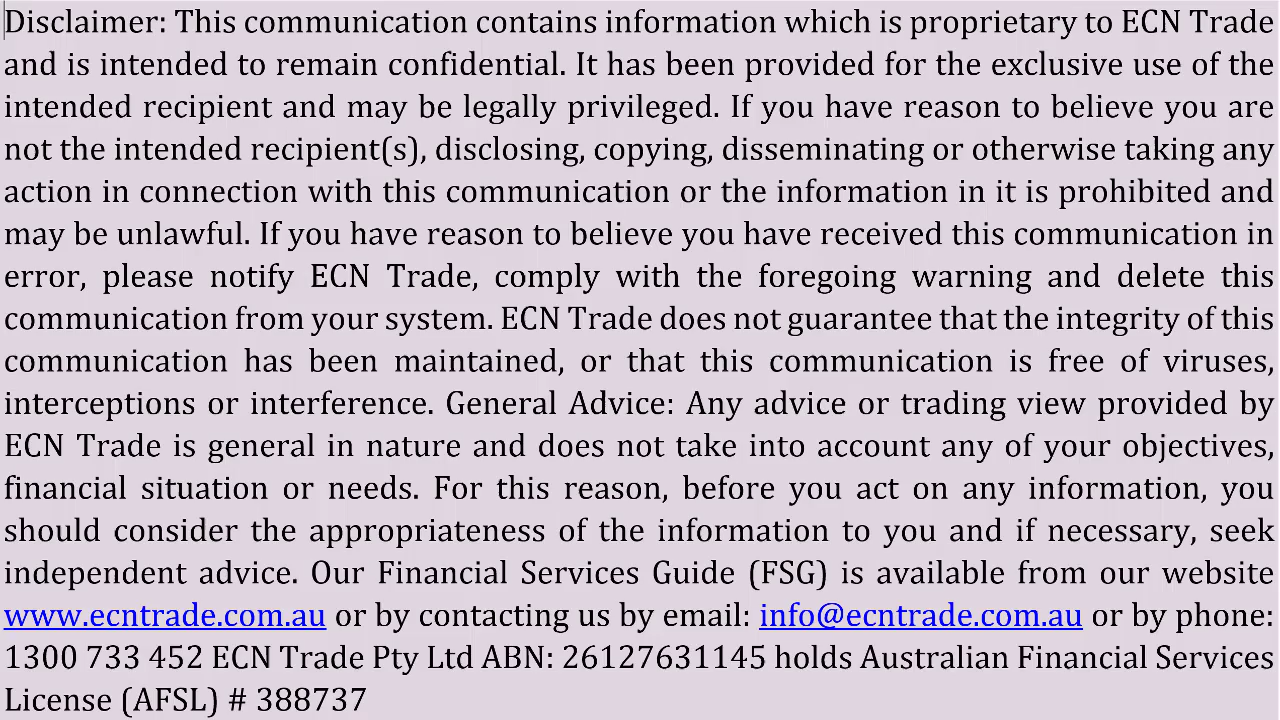 Disclaimer: This communication contains information which is proprietary to ECN Trade
and is intended to remain confidential. It has been provided for the exclusive use of the
intended recipient and may be legally privileged. If you have reason to believe you are
not the intended recipient(s), disclosing, copying, disseminating or otherwise taking any
action in connection with this communication or the information in it is prohibited and
may be unlawful. If you have reason to believe you have received this communication in
error, please notify ECN Trade, comply with the foregoing warning and delete this
communication from your system. ECN Trade does not guarantee that the integrity of this
communication has been maintained, or that this communication is free of viruses,
interceptions or interference. General Advice: Any advice or trading view provided by
ECN Trade is general in nature and does not take into account any of your objectives,
financial situation or needs. For this reason, before you act on any information, you
should consider the appropriateness of the information to you and if necessary, seek
independent advice. Our Financial Services Guide (FSG) is available from our website
www.ecntrade.com.au or by contacting us by email: info@ecntrade.com.au or by phone:
1300 733 452 ECN Trade Pty Ltd ABN: 26127631145 holds Australian Financial Services
License (AFSL) # 388737